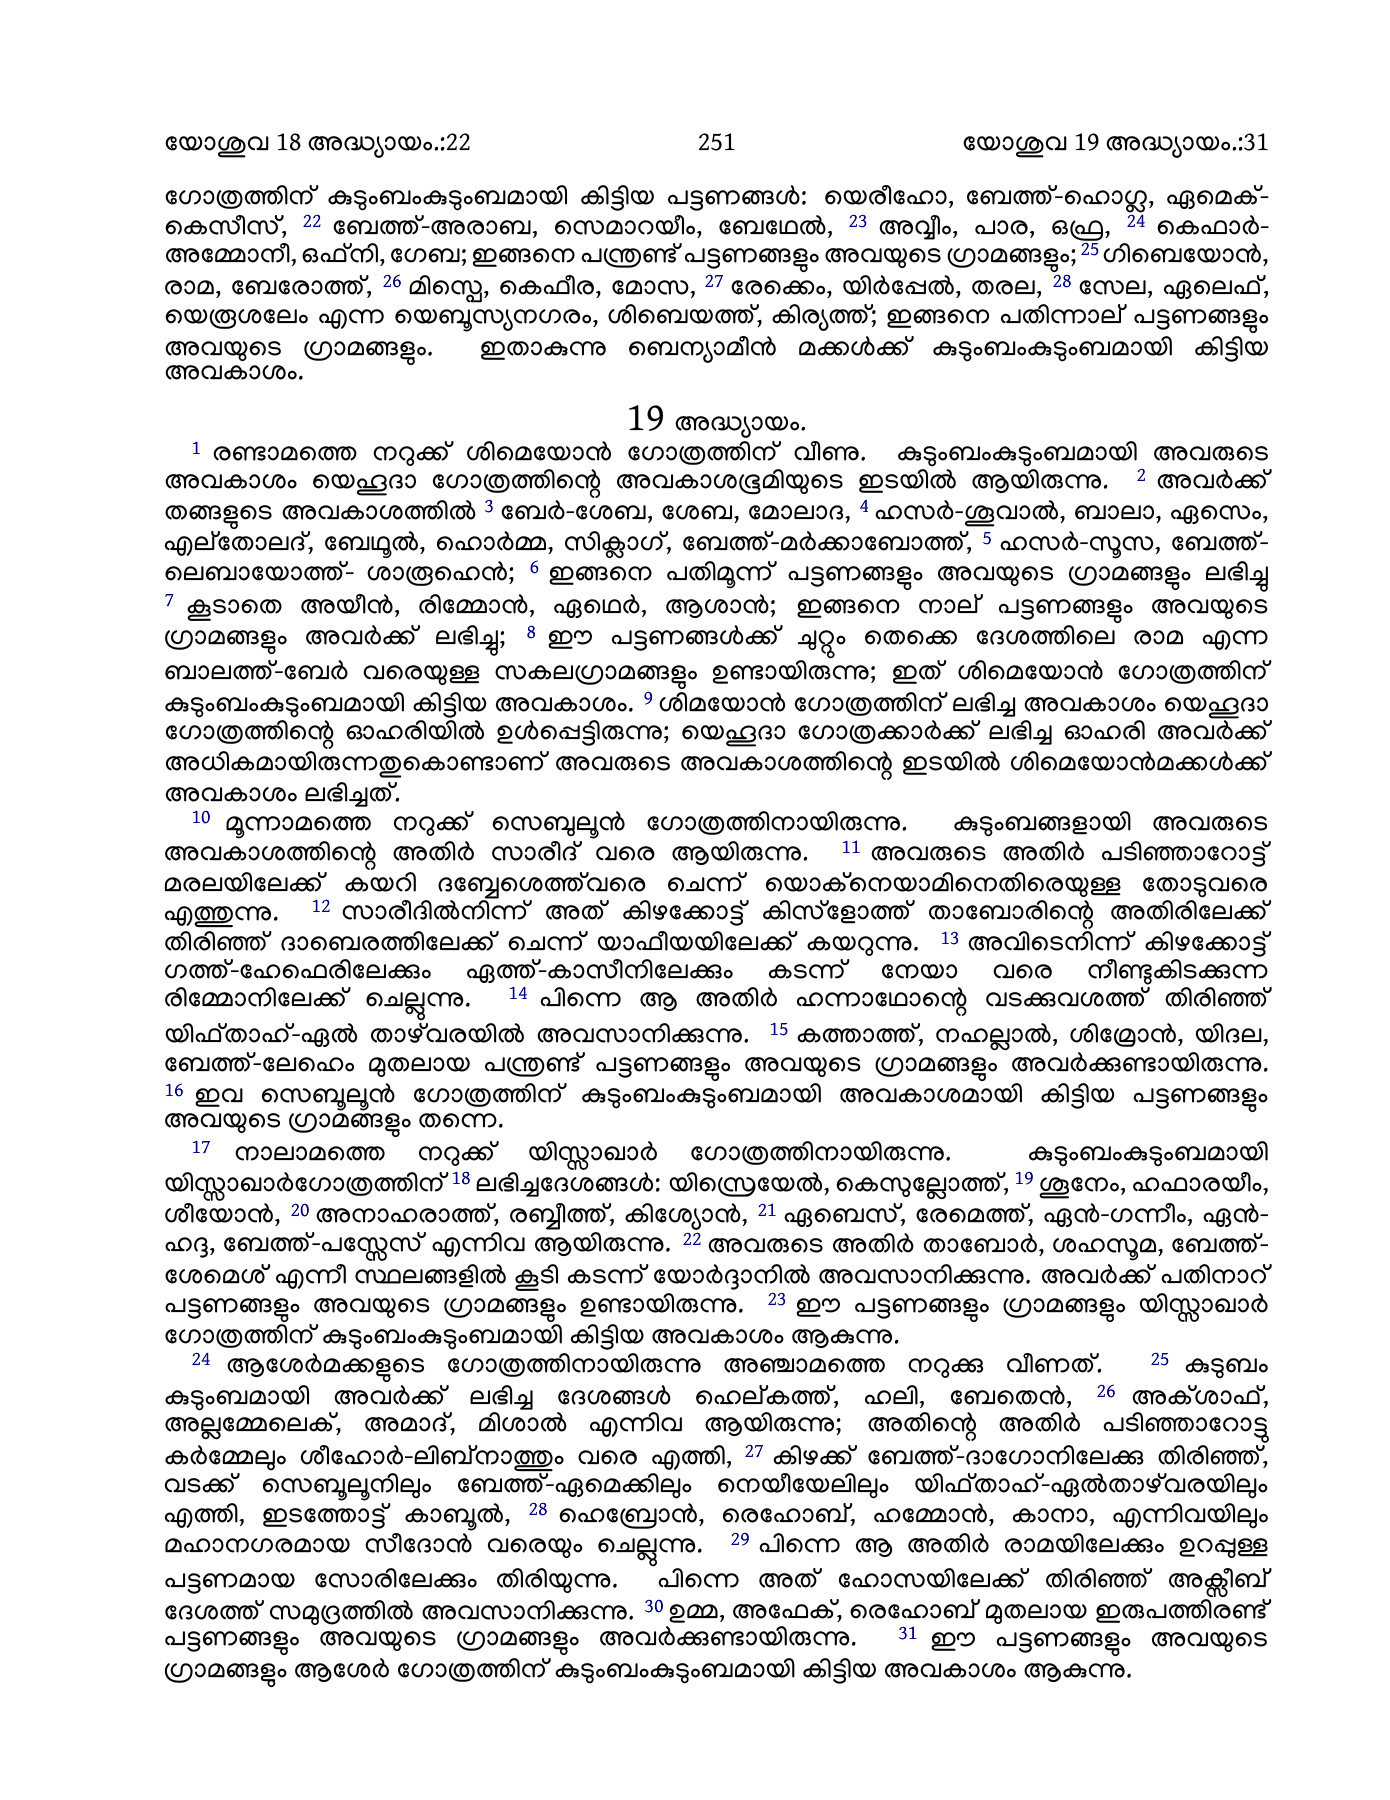 യോശുവ 18 അദ്ധ്യായം.:22 251 യോശുവ 19 അദ്ധ്യായം.:31
ഗോത്രത്തിന് കുടുംബംകുടുംബമായി കിട്ടിയ പട്ടണങ്ങൾ: യെരീഹോ, ബേത്ത്-ഹൊഗ്ല, ഏമെക്-
കെസീസ്, 22 ബേത്ത്-അരാബ, സെമാറയീം, ബേഥേൽ, 23 അവ്വീം, പാര, ഒഫ്ര, 24 കെഫാർ-
അമ്മോനീ, ഒഫ്നി, ഗേബ; ഇങ്ങനെ പന്ത്രണ്ട് പട്ടണങ്ങളും അവയുടെ ഗ്രാമങ്ങളും; 25 ഗിബെയോൻ,
രാമ, ബേരോത്ത്, 26 മിസ്പെ, കെഫീര, മോസ, 27 രേക്കെം, യിർപ്പേൽ, തരല, 28 സേല, ഏലെഫ്,
യെരൂശലേം എന്ന യെബൂസ്യനഗരം, ശിബെയത്ത്, കിര്യത്ത്; ഇങ്ങനെ പതിന്നാല് പട്ടണങ്ങളും
അവയുടെ ഗ്രാമങ്ങളും. ഇതാകുന്നു ബെന്യാമീൻ മക്കൾക്ക് കുടുംബംകുടുംബമായി കിട്ടിയ
അവകാശം.
19 അദ്ധ്യായം.
1 രണ്ടാമത്തെ നറുക്ക് ശിമെയോൻ ഗോത്രത്തിന് വീണു. കുടുംബംകുടുംബമായി അവരുടെ
അവകാശം യെഹൂദാ ഗോത്രത്തിന്റെ അവകാശഭൂമിയുടെ ഇടയിൽ ആയിരുന്നു. 2 അവർക്ക്
തങ്ങളുടെ അവകാശത്തിൽ 3 ബേർ-ശേബ, ശേബ, മോലാദ, 4 ഹസർ-ശൂവാൽ, ബാലാ, ഏസെം,
എല്തോലദ്, ബേഥൂൽ, ഹൊർമ്മ, സിക്ലാഗ്, ബേത്ത്-മർക്കാബോത്ത്, 5 ഹസർ-സൂസ, ബേത്ത്-
ലെബായോത്ത്- ശാരൂഹെൻ; 6 ഇങ്ങനെ പതിമൂന്ന് പട്ടണങ്ങളും അവയുടെ ഗ്രാമങ്ങളും ലഭിച്ചു
7 കൂടാതെ അയീൻ, രിമ്മോൻ, ഏഥെർ, ആശാൻ; ഇങ്ങനെ നാല് പട്ടണങ്ങളും അവയുടെ
ഗ്രാമങ്ങളും അവർക്ക് ലഭിച്ചു; 8 ഈ പട്ടണങ്ങൾക്ക് ചുറ്റും തെക്കെ ദേശത്തിലെ രാമ എന്ന
ബാലത്ത്-ബേർ വരെയുള്ള സകലഗ്രാമങ്ങളും ഉണ്ടായിരുന്നു; ഇത് ശിമെയോൻ ഗോത്രത്തിന്
കുടുംബംകുടുംബമായി കിട്ടിയ അവകാശം. 9 ശിമയോൻ ഗോത്രത്തിന് ലഭിച്ച അവകാശം യെഹൂദാ
ഗോത്രത്തിന്റെ ഓഹരിയിൽ ഉൾപ്പെട്ടിരുന്നു; യെഹൂദാ ഗോത്രക്കാർക്ക് ലഭിച്ച ഓഹരി അവർക്ക്
അധികമായിരുന്നതുകൊണ്ടാണ് അവരുടെ അവകാശത്തിന്റെ ഇടയിൽ ശിമെയോൻമക്കൾക്ക്
അവകാശം ലഭിച്ചത്.
10 മൂന്നാമത്തെ നറുക്ക് സെബുലൂൻ ഗോത്രത്തിനായിരുന്നു. കുടുംബങ്ങളായി അവരുടെ
അവകാശത്തിന്റെ അതിർ സാരീദ് വരെ ആയിരുന്നു. 11 അവരുടെ അതിർ പടിഞ്ഞാറോട്ട്
മരലയിലേക്ക് കയറി ദബ്ബേശെത്ത്‌വരെ ചെന്ന് യൊക്നെയാമിനെതിരെയുള്ള തോടുവരെ
എത്തുന്നു. 12 സാരീദിൽനിന്ന് അത് കിഴക്കോട്ട് കിസ്ളോത്ത് താബോരിന്റെ അതിരിലേക്ക്
തിരിഞ്ഞ് ദാബെരത്തിലേക്ക് ചെന്ന് യാഫീയയിലേക്ക് കയറുന്നു. 13 അവിടെനിന്ന് കിഴക്കോട്ട്
ഗത്ത്-ഹേഫെരിലേക്കും ഏത്ത്-കാസീനിലേക്കും കടന്ന് നേയാ വരെ നീണ്ടുകിടക്കുന്ന
രിമ്മോനിലേക്ക് ചെല്ലുന്നു. 14 പിന്നെ ആ അതിർ ഹന്നാഥോന്റെ വടക്കുവശത്ത് തിരിഞ്ഞ്
യിഫ്താഹ്-ഏൽ താഴ്‌വരയിൽ അവസാനിക്കുന്നു. 15 കത്താത്ത്, നഹല്ലാൽ, ശിമ്രോൻ, യിദല,
ബേത്ത്-ലേഹെം മുതലായ പന്ത്രണ്ട് പട്ടണങ്ങളും അവയുടെ ഗ്രാമങ്ങളും അവർക്കുണ്ടായിരുന്നു.
16 ഇവ സെബൂലൂൻ ഗോത്രത്തിന് കുടുംബംകുടുംബമായി അവകാശമായി കിട്ടിയ പട്ടണങ്ങളും
അവയുടെ ഗ്രാമങ്ങളും തന്നെ.
17 നാലാമത്തെ നറുക്ക് യിസ്സാഖാർ ഗോത്രത്തിനായിരുന്നു. കുടുംബംകുടുംബമായി
യിസ്സാഖാർഗോത്രത്തിന് 18 ലഭിച്ചദേശങ്ങൾ: യിസ്രെയേൽ, കെസുല്ലോത്ത്, 19 ശൂനേം, ഹഫാരയീം,
ശീയോൻ, 20 അനാഹരാത്ത്, രബ്ബീത്ത്, കിശ്യോൻ, 21 ഏബെസ്, രേമെത്ത്, ഏൻ-ഗന്നീം, ഏൻ-
ഹദ്ദ, ബേത്ത്-പസ്സേസ് എന്നിവ ആയിരുന്നു. 22 അവരുടെ അതിർ താബോർ, ശഹസൂമ, ബേത്ത്-
ശേമെശ് എന്നീ സ്ഥലങ്ങളിൽ കൂടി കടന്ന് യോർദ്ദാനിൽ അവസാനിക്കുന്നു. അവർക്ക് പതിനാറ്
പട്ടണങ്ങളും അവയുടെ ഗ്രാമങ്ങളും ഉണ്ടായിരുന്നു. 23 ഈ പട്ടണങ്ങളും ഗ്രാമങ്ങളും യിസ്സാഖാർ
ഗോത്രത്തിന് കുടുംബംകുടുംബമായി കിട്ടിയ അവകാശം ആകുന്നു.
24 ആശേർമക്കളുടെ ഗോത്രത്തിനായിരുന്നു അഞ്ചാമത്തെ നറുക്കു വീണത്. 25 കുടുബം
കുടുംബമായി അവർക്ക് ലഭിച്ച ദേശങ്ങൾ ഹെല്കത്ത്, ഹലി, ബേതെൻ, 26 അക്ശാഫ്,
അല്ലമ്മേലെക്, അമാദ്, മിശാൽ എന്നിവ ആയിരുന്നു; അതിന്റെ അതിർ പടിഞ്ഞാറോട്ടു
കർമ്മേലും ശീഹോർ-ലിബ്നാത്തും വരെ എത്തി, 27 കിഴക്ക് ബേത്ത്-ദാഗോനിലേക്കു തിരിഞ്ഞ്,
വടക്ക് സെബൂലൂനിലും ബേത്ത്-ഏമെക്കിലും നെയീയേലിലും യിഫ്താഹ്-ഏൽതാഴ്‌വരയിലും
എത്തി, ഇടത്തോട്ട് കാബൂൽ, 28 ഹെബ്രോൻ, രെഹോബ്, ഹമ്മോൻ, കാനാ, എന്നിവയിലും
മഹാനഗരമായ സീദോൻ വരെയും ചെല്ലുന്നു. 29 പിന്നെ ആ അതിർ രാമയിലേക്കും ഉറപ്പുള്ള
പട്ടണമായ സോരിലേക്കും തിരിയുന്നു. പിന്നെ അത് ഹോസയിലേക്ക് തിരിഞ്ഞ് അക്സീബ്
ദേശത്ത് സമുദ്രത്തിൽ അവസാനിക്കുന്നു. 30 ഉമ്മ, അഫേക്, രെഹോബ് മുതലായ ഇരുപത്തിരണ്ട്
പട്ടണങ്ങളും അവയുടെ ഗ്രാമങ്ങളും അവർക്കുണ്ടായിരുന്നു. 31 ഈ പട്ടണങ്ങളും അവയുടെ
ഗ്രാമങ്ങളും ആശേർ ഗോത്രത്തിന് കുടുംബംകുടുംബമായി കിട്ടിയ അവകാശം ആകുന്നു.